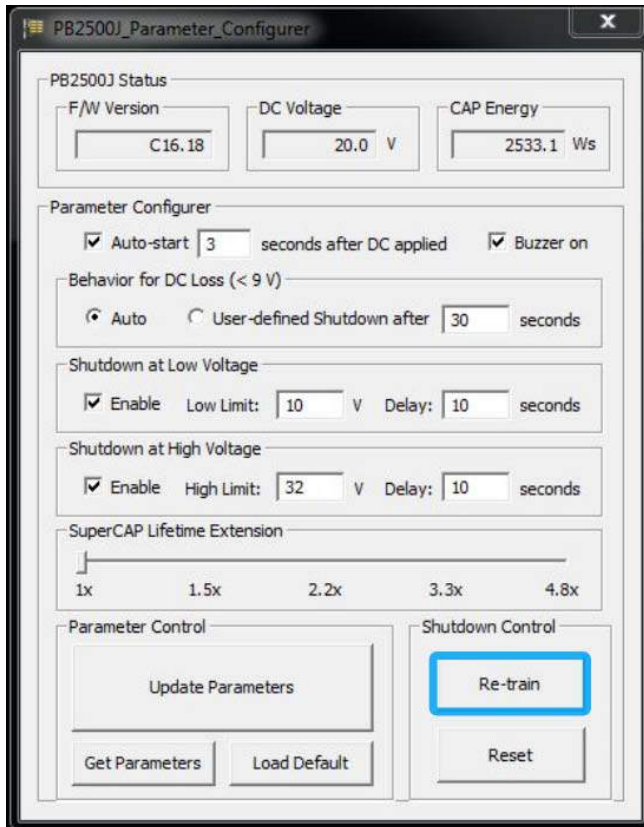 PB2500J_Parameter_Configurer
x
PB2500J Status
F/W Version
DC Voltage
CAP Energy
C16.18
20.0 V
2533.1 Ws
Parameter Configurer
Auto-start 3 seconds after DC applied
Buzzer on
Behavior for DC Loss (< 9 V)
Auto
User-defined Shutdown after 30 seconds
Shutdown at Low Voltage
Enable Low Limit: 10 V Delay: 10 seconds
Shutdown at High Voltage
Enable High Limit: 32 V Delay: 10 seconds
SuperCAP Lifetime Extension
1x 1.5x 2.2x 3.3x 4.8x
Parameter Control
Update Parameters
Get Parameters
Load Default
Shutdown Control
Re-train
Reset